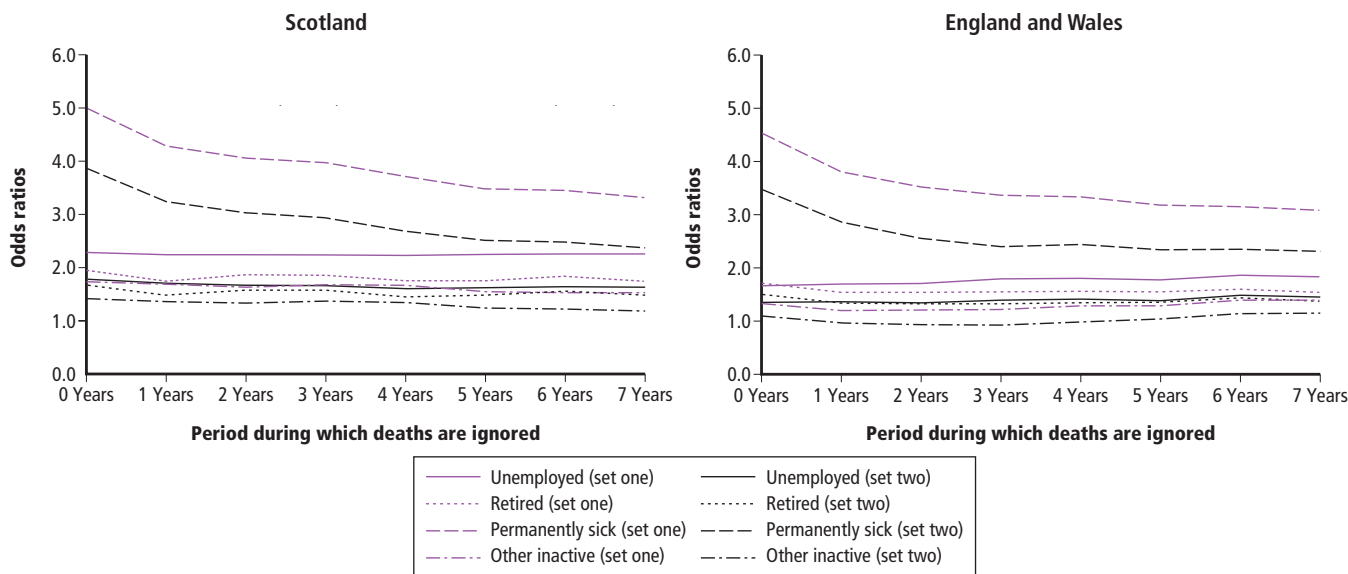 Scotland
6.0
5.0
4.0
3.0
2.0
1.0
0.0
Odds ratios
0 Years 1 Years 2 Years 3 Years 4 Years 5 Years 6 Years 7 Years
Period during which deaths are ignored
England and Wales
6.0
5.0
4.0
3.0
2.0
1.0
0.0
Odds ratios
0 Years 1 Years 2 Years 3 Years 4 Years 5 Years 6 Years 7 Years
Period during which deaths are ignored
Unemployed (set one) Unemployed (set two)
Retired (set one) Retired (set two)
Permanently sick (set one) Permanently sick (set two)
Other inactive (set one) Other inactive (set two)